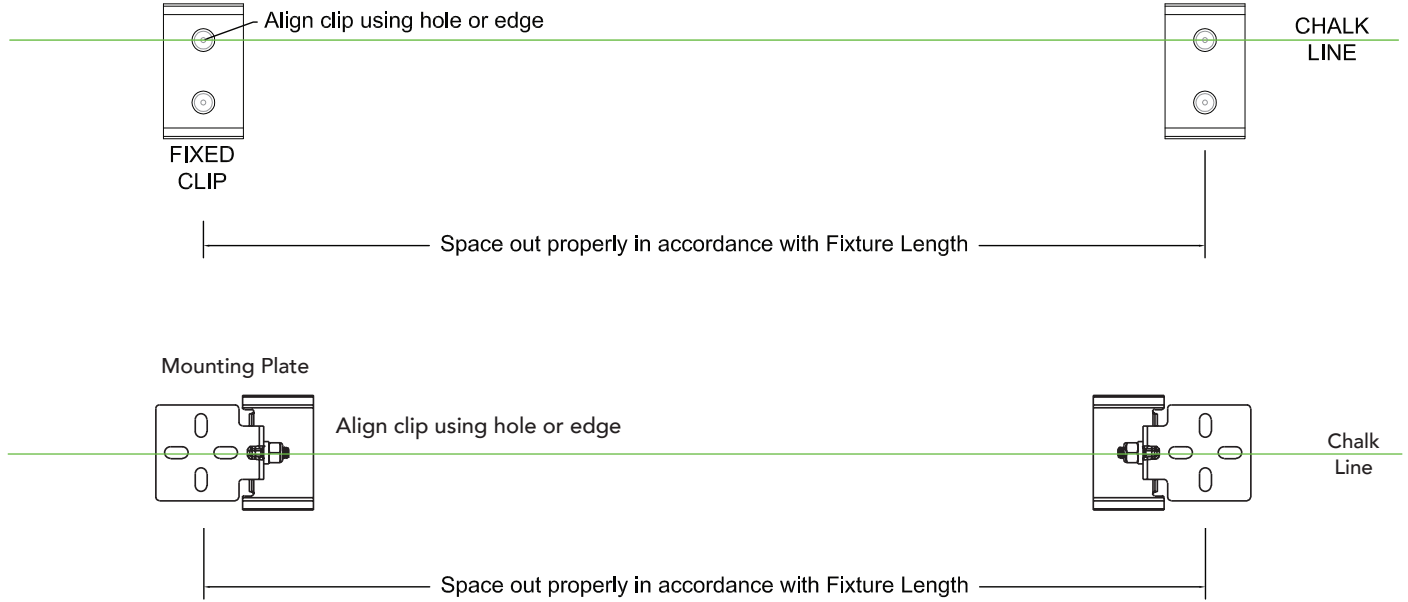 Align clip using hole or edge
CHALK
LINE
FIXED
CLIP
Space out properly in accordance with Fixture Length
Mounting Plate
Align clip using hole or edge
Chalk
Line
Space out properly in accordance with Fixture Length